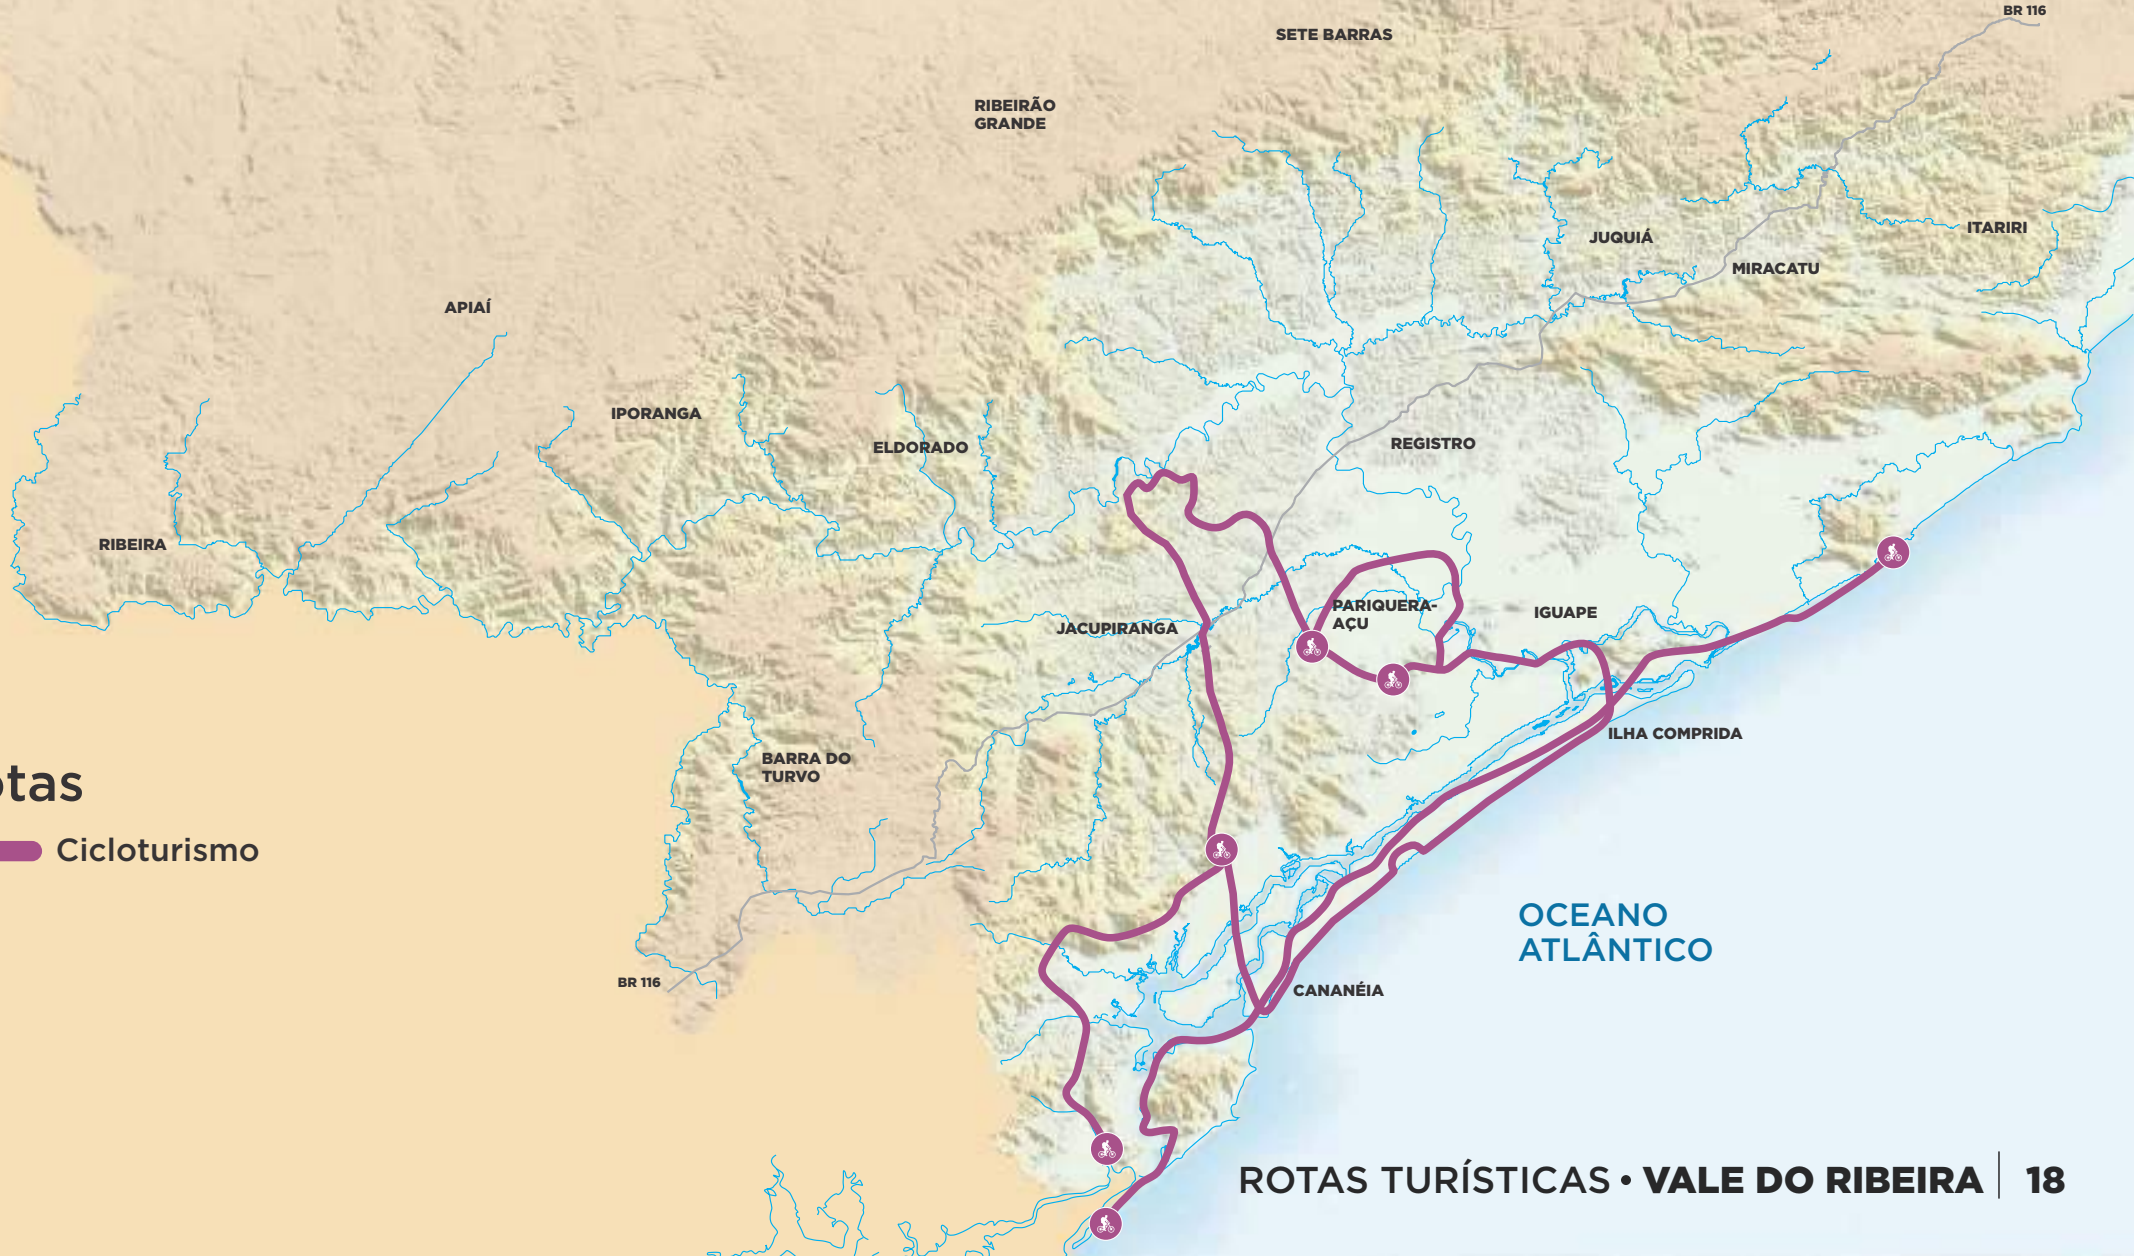 BR 116
SETE BARRAS
RIBEIRÃO
GRANDE
ITARIRI
JUQUIÁ
MIRACATU
APIAÍ
IPORANGA
ELDORADO
REGISTRO
RIBEIRA
PARIQUERA-
AÇU
IGUAPE
JACUPIRANGA
ILHA COMPRIDA
BARRA DO
TURVO
otas
Cicloturismo
OCEANO
ATLÂNTICO
BR 116
CANANÉIA
ROTAS TURÍSTICAS • VALE DO RIBEIRA | 18